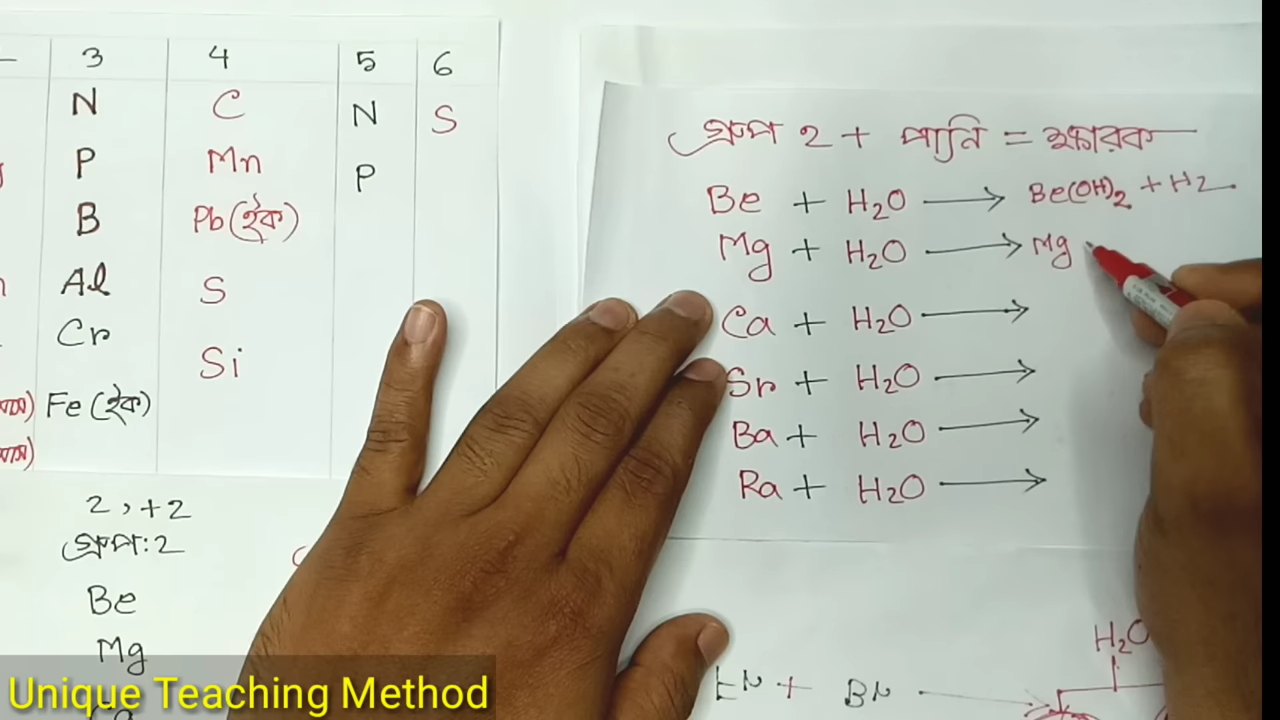 3 4 5 6
N C N S
P Mn P
B Pb(ইক)
Al S
Cr Si
Fe (ইক)
2, +2
গ্রুপ:2
Be
Mg
Ca
গ্রুপ 2 + পানি = ক্ষারক
Be + H₂O → Be(OH)₂ + H₂
Mg + H₂O → Mg
Ca + H₂O →
Sr + H₂O →
Ba + H₂O →
Ra + H₂O →
H₂O
Unique Teaching Method